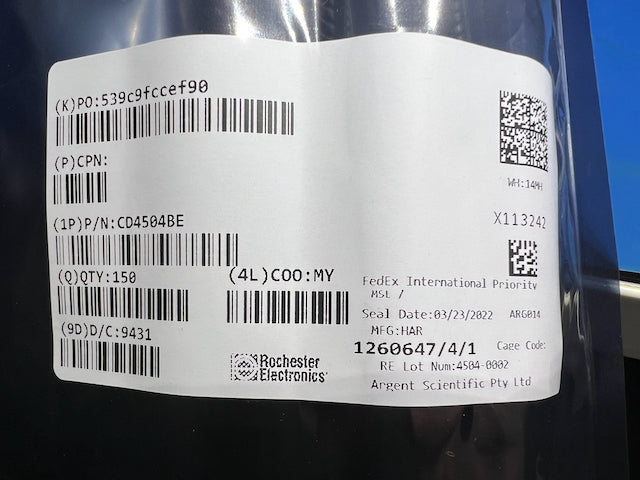 (K)PO:539c9fccef90
(P)CPN:
(1P)P/N:CD4504BE
(Q)QTY:150
(4L)COO:MY
(9D)D/C:9431
Rochester
Electronics
WH:14MH
X113242
FedEx International Priority
MSL /
Seal Date:03/23/2022 ARG014
MFG:HAR
1260647/4/1 Cage Code:
RE Lot Num:4504-0002
Argent Scientific Pty Ltd